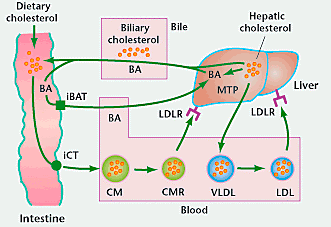 Dietary
cholesterol
Biliary
cholesterol
Bile
Hepatic
cholesterol
BA
BA
BA
iBAT
MTP
Liver
BA
LDLR
LDLR
iCT
CM
CMR
VLDL
LDL
Intestine
Blood